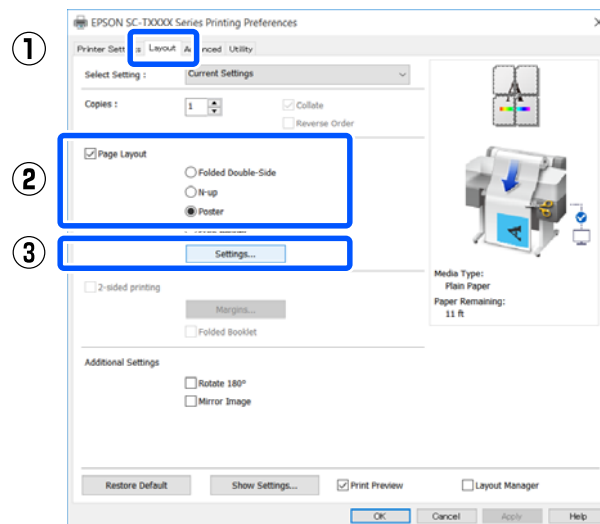 EPSON SC-TXXXX Series Printing Preferences
1
Layout
Utility
Select Setting :
Current Settings
Copies :
1
Collate
Reverse Order
2
Page Layout
Folded Double-Side
N-up
Poster
3
Settings...
2-sided printing
Margins...
Folded Booklet
Media Type:
Plain Paper
Paper Remaining:
11 ft
Additional Settings
Rotate 180°
Mirror Image
Restore Default
Show Settings...
Print Preview
Layout Manager
OK
Cancel
Apply
Help